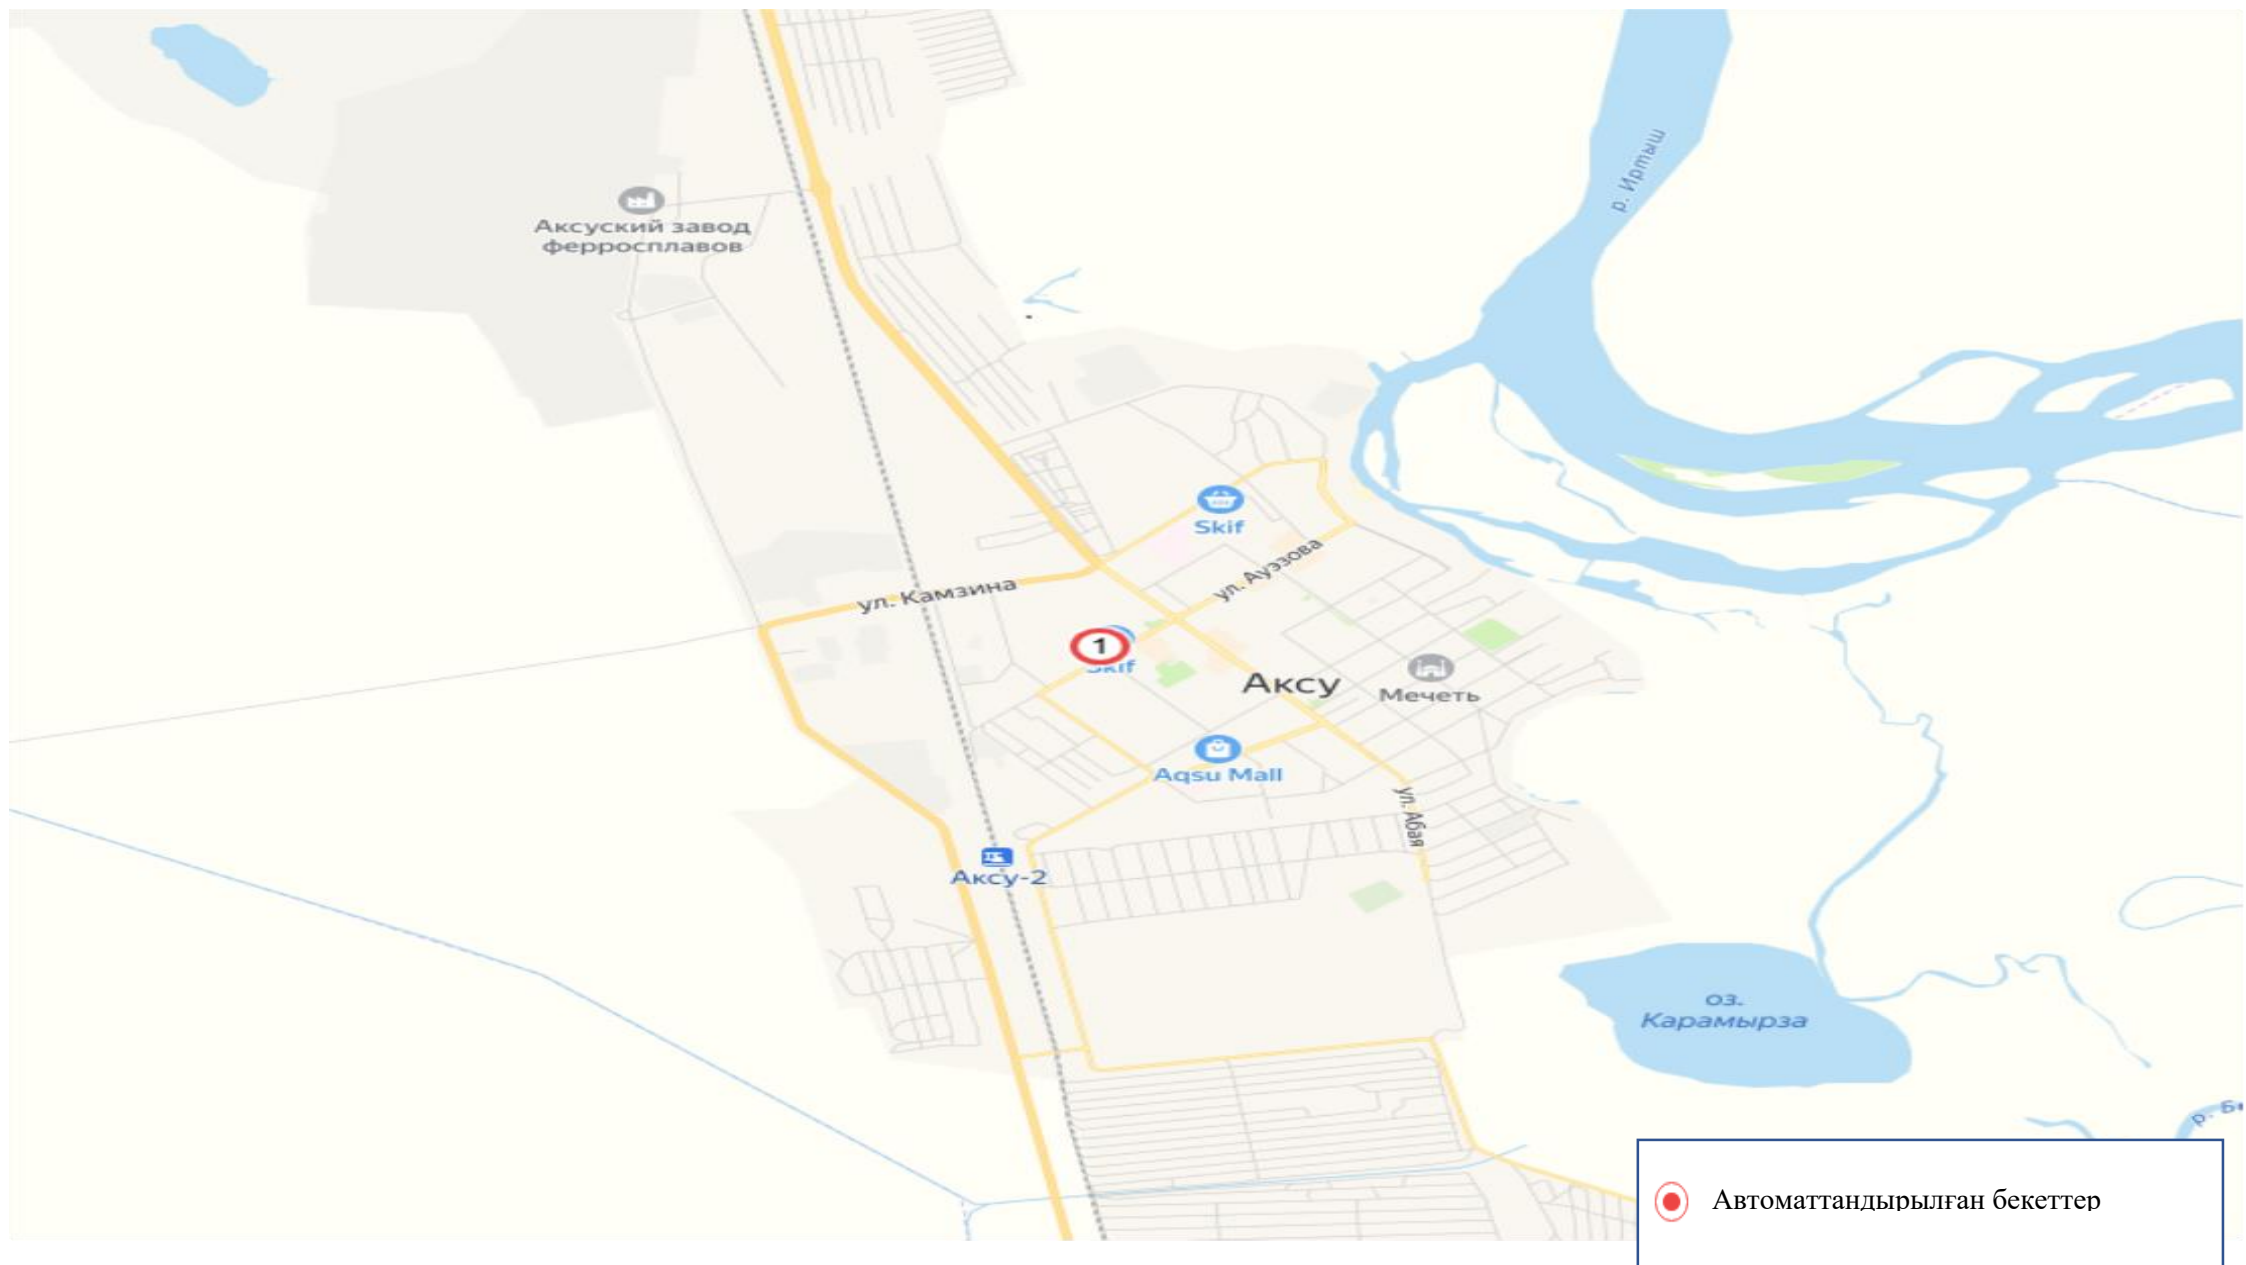 р. Иртыш
Аксуский завод
ферросплавов
Skif
ул. Ауэзова
ул. Камзина
1
Skif
Аксу
Мечеть
Aqsu Mall
ул. Абая
Аксу-2
оз.
Карамырза
р.
Автоматтандырылған бекеттер